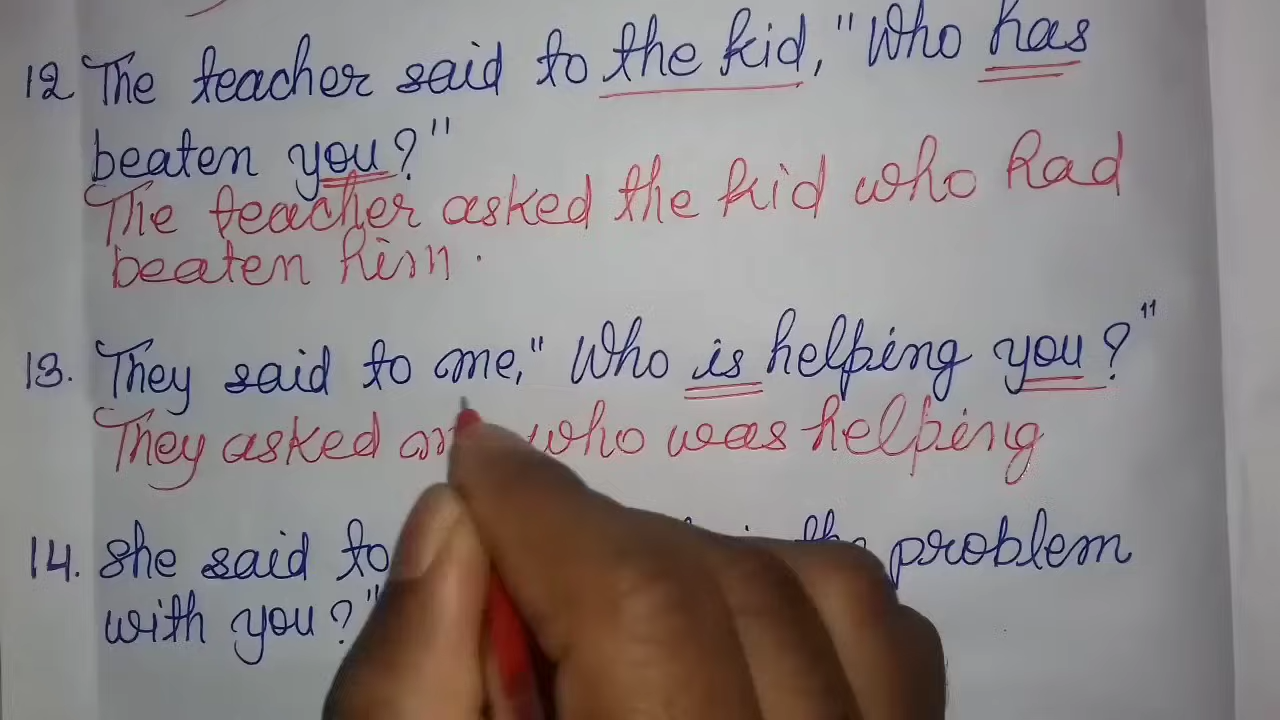 12 The teacher said to the kid, "Who has
beaten you?"
The teacher asked the kid who had
beaten him.
13. They said to me," Who is helping you?"
They asked who was helping
14. She said to the problem
with you?"